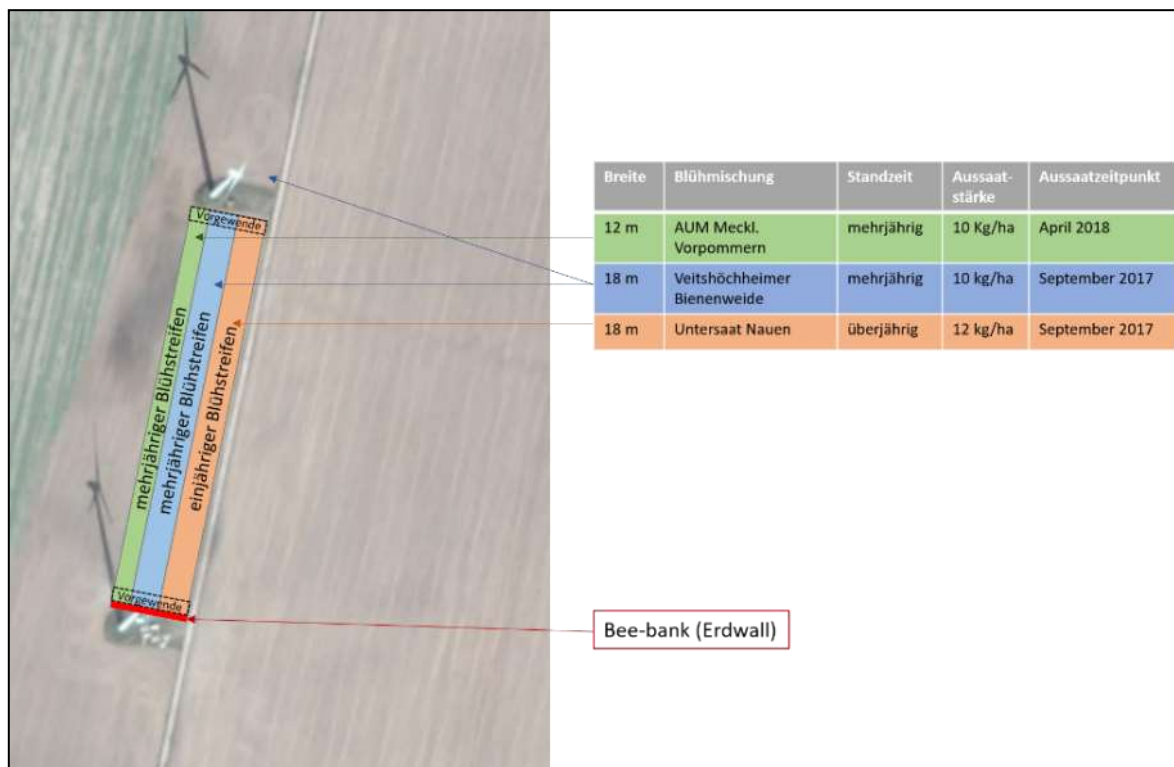 Vorgewende
mehrjähriger Blühstreifen
mehrjähriger Blühstreifen
einjähriger Blühstreifen
Vorgewende
Breite Blühmischung Standzeit Aussaat- Aussaatzeitpunkt
stärke
12 m AUM Meckl. mehrjährig 10 Kg/ha April 2018
Vorpommern
18 m Veitshöchheimer mehrjährig 10 kg/ha September 2017
Bienenweide
18 m Untersaat Nauen überjährig 12 kg/ha September 2017
Bee-bank (Erdwall)